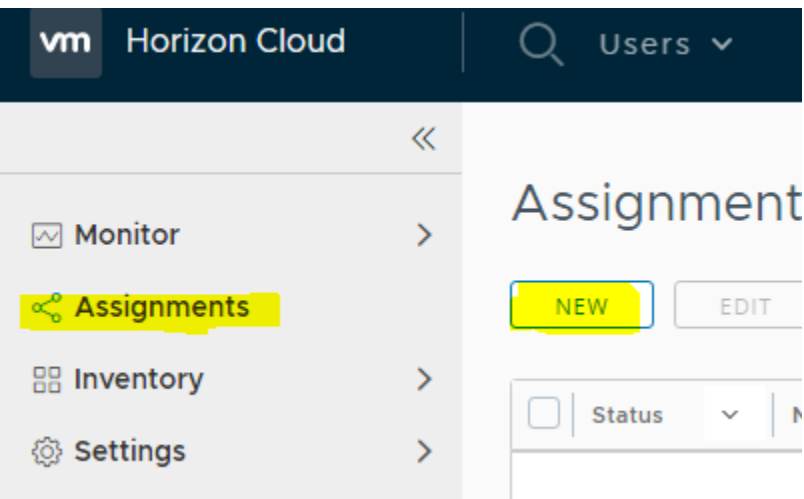 vm Horizon Cloud
Users
Monitor
Assignments
Inventory
Settings
Assignment
NEW EDIT
Status